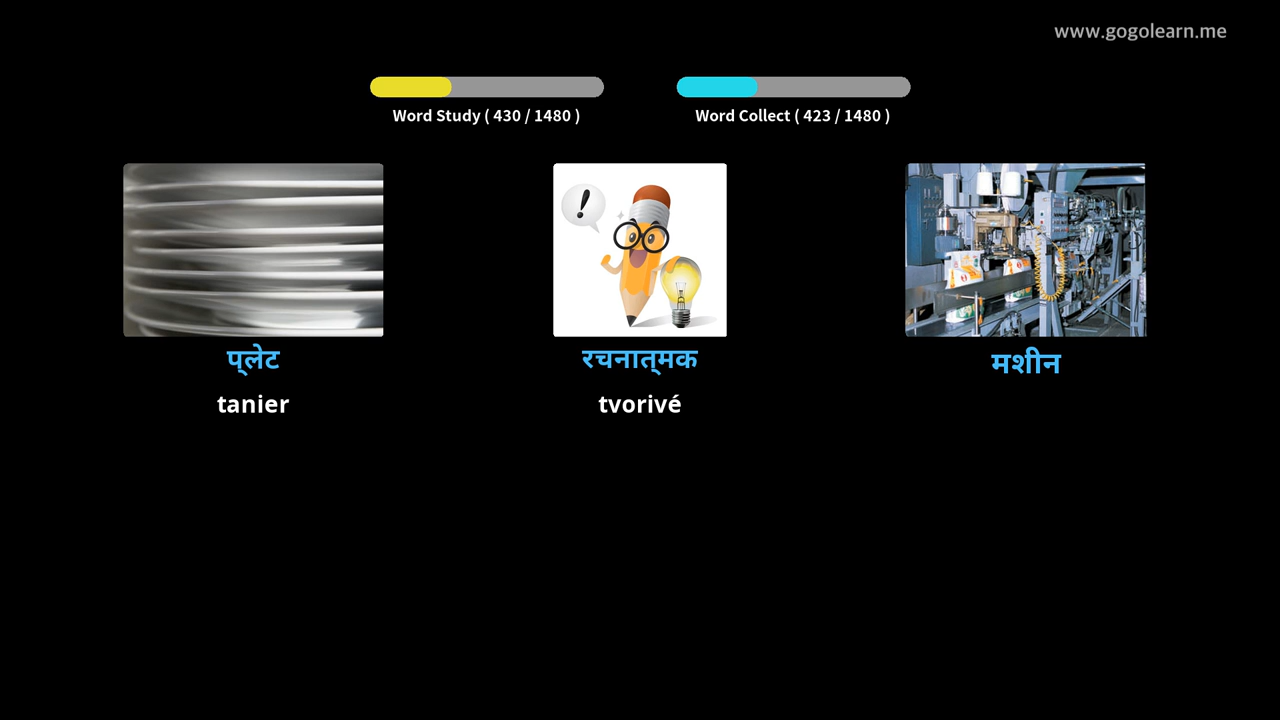 www.gogolearn.me
Word Study ( 430 / 1480 )
Word Collect ( 423 / 1480 )
!
प्लेट
रचनात्मक
मशीन
tanier
tvorivé